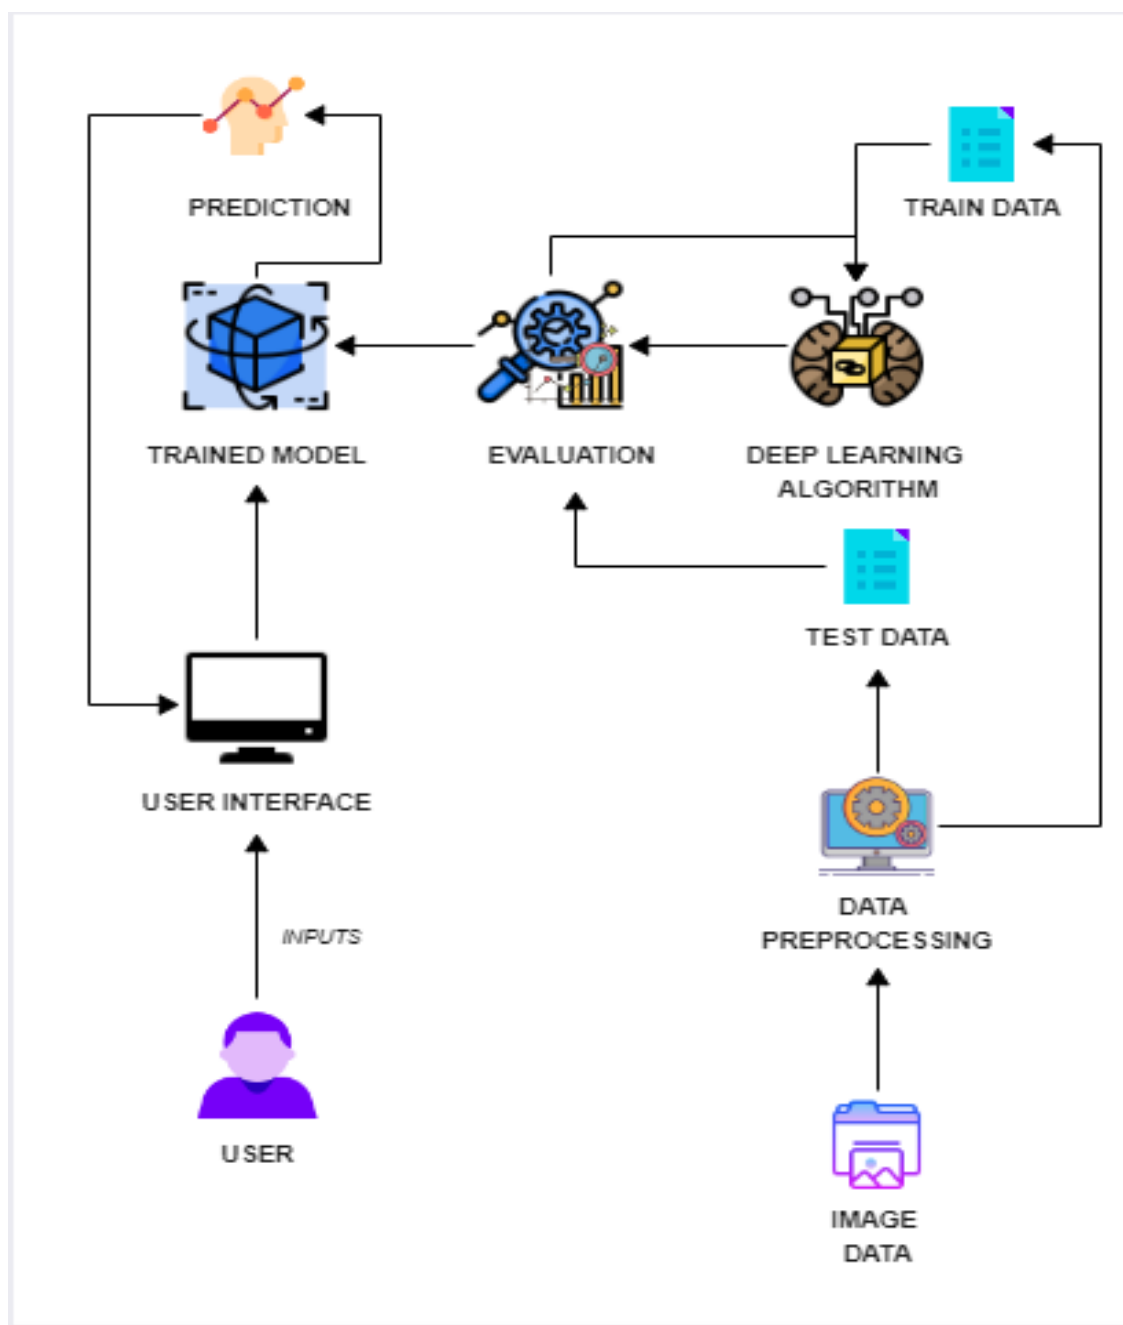 PREDICTION
TRAIN DATA
TRAINED MODEL
EVALUATION
DEEP LEARNING
ALGORITHM
TEST DATA
USER INTERFACE
DATA
PREPROCESSING
INPUTS
USER
IMAGE
DATA